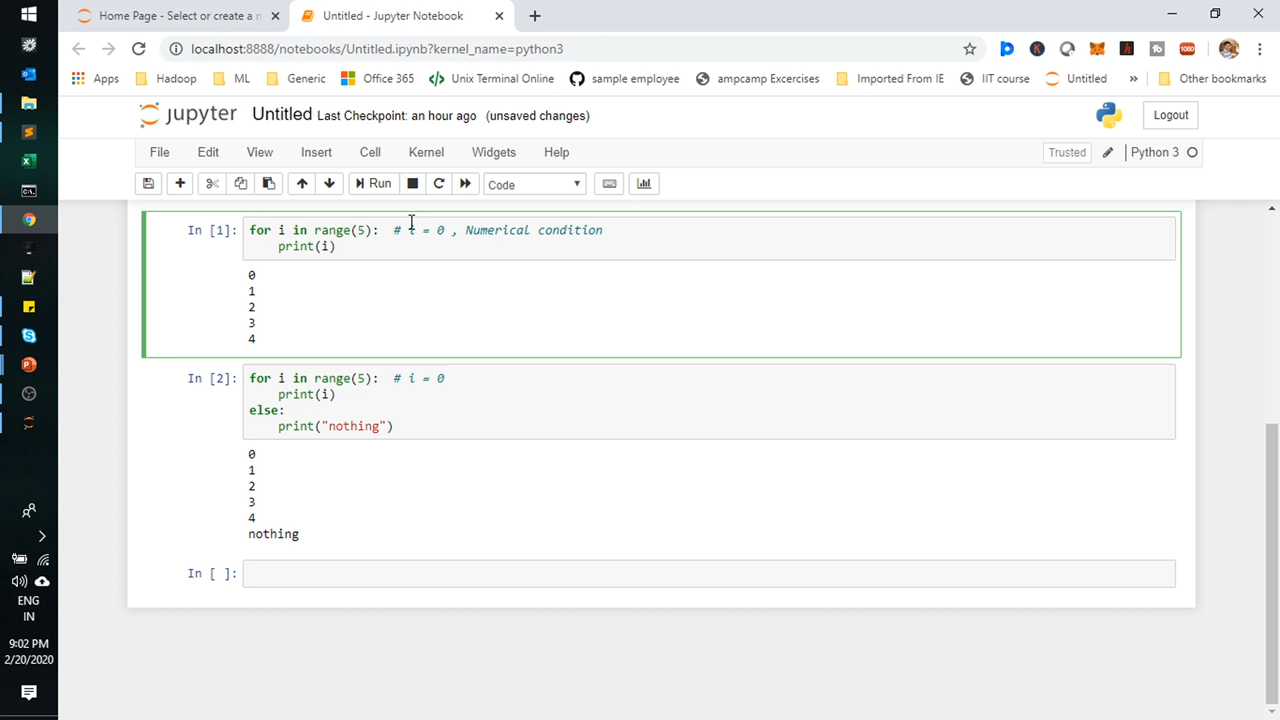 Home Page - Select or create a n
Untitled - Jupyter Notebook
localhost:8888/notebooks/Untitled.ipynb?kernel_name=python3
Apps Hadoop ML Generic Office 365 Unix Terminal Online sample employee ampcamp Excercises Imported From IE IIT course Untitled » Other bookmarks
jupyter Untitled Last Checkpoint: an hour ago (unsaved changes)
Logout
File Edit View Insert Cell Kernel Widgets Help
Trusted Python 3
Run Code
In [1]: for i in range(5): # i = 0 , Numerical condition
print(i)
0
1
2
3
4
In [2]: for i in range(5): # i = 0
print(i)
else:
print("nothing")
0
1
2
3
4
nothing
In [ ]:
ENG
IN
9:02 PM
2/20/2020